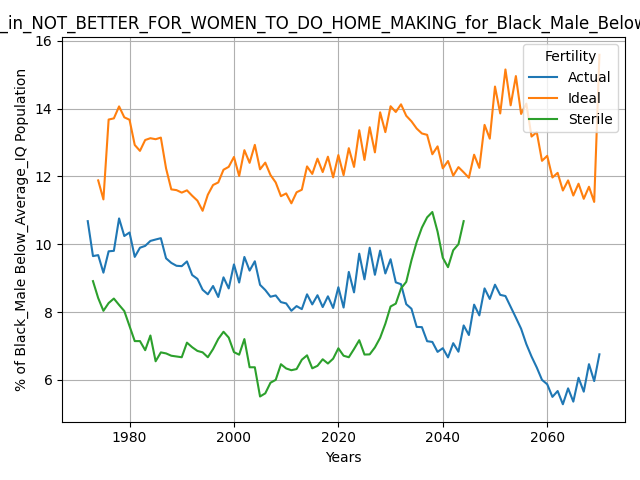 _in_NOT_BETTER_FOR_WOMEN_TO_DO_HOME_MAKING_for_Black_Male_Below
16
14
12
10
8
6
% of Black_Male Below_Average_IQ Population
Fertility
Actual
Ideal
Sterile
1980
2000
2020
2040
2060
Years